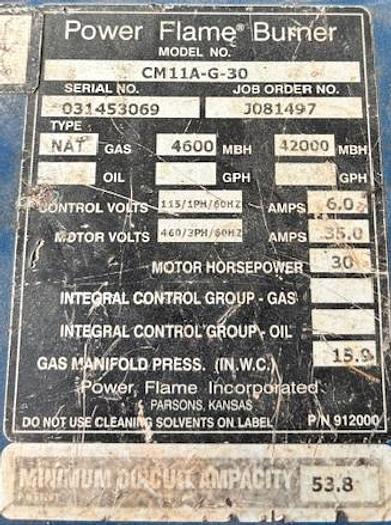 Power Flame® Burner
MODEL NO.
CM11A-G-30
SERIAL NO. JOB ORDER NO.
031453069 J081497
TYPE
NAT GAS 4600 MBH 42000 MBH
OIL GPH GPH
CONTROL VOLTS 115/1PH/60HZ AMPS 6.0
MOTOR VOLTS 460/3PH/60HZ AMPS 35.0
MOTOR HORSEPOWER 30
INTEGRAL CONTROL GROUP - GAS
INTEGRAL CONTROL GROUP - OIL
GAS MANIFOLD PRESS. (IN.W.C.) 15.9
Power Flame Incorporated
PARSONS, KANSAS
DO NOT USE CLEANING SOLVENTS ON LABEL P/N 912000
MINIMUM CIRCUIT AMPACITY 53.8